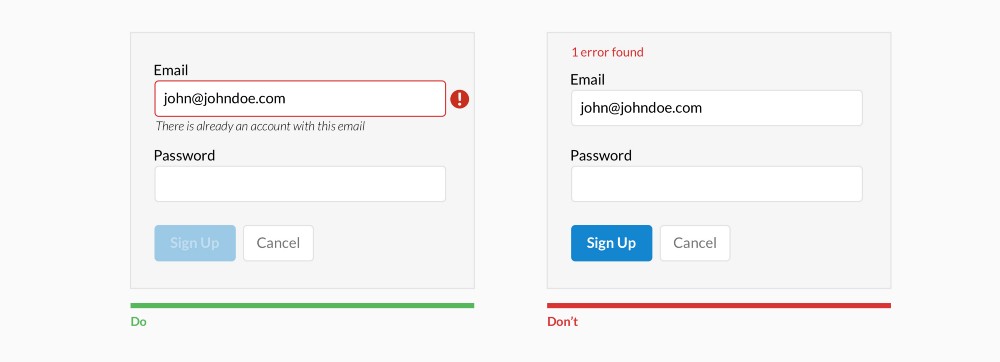 Email
john@johndoe.com
There is already an account with this email
Password
Sign Up Cancel
Do
1 error found
Email
john@johndoe.com
Password
Sign Up Cancel
Don't